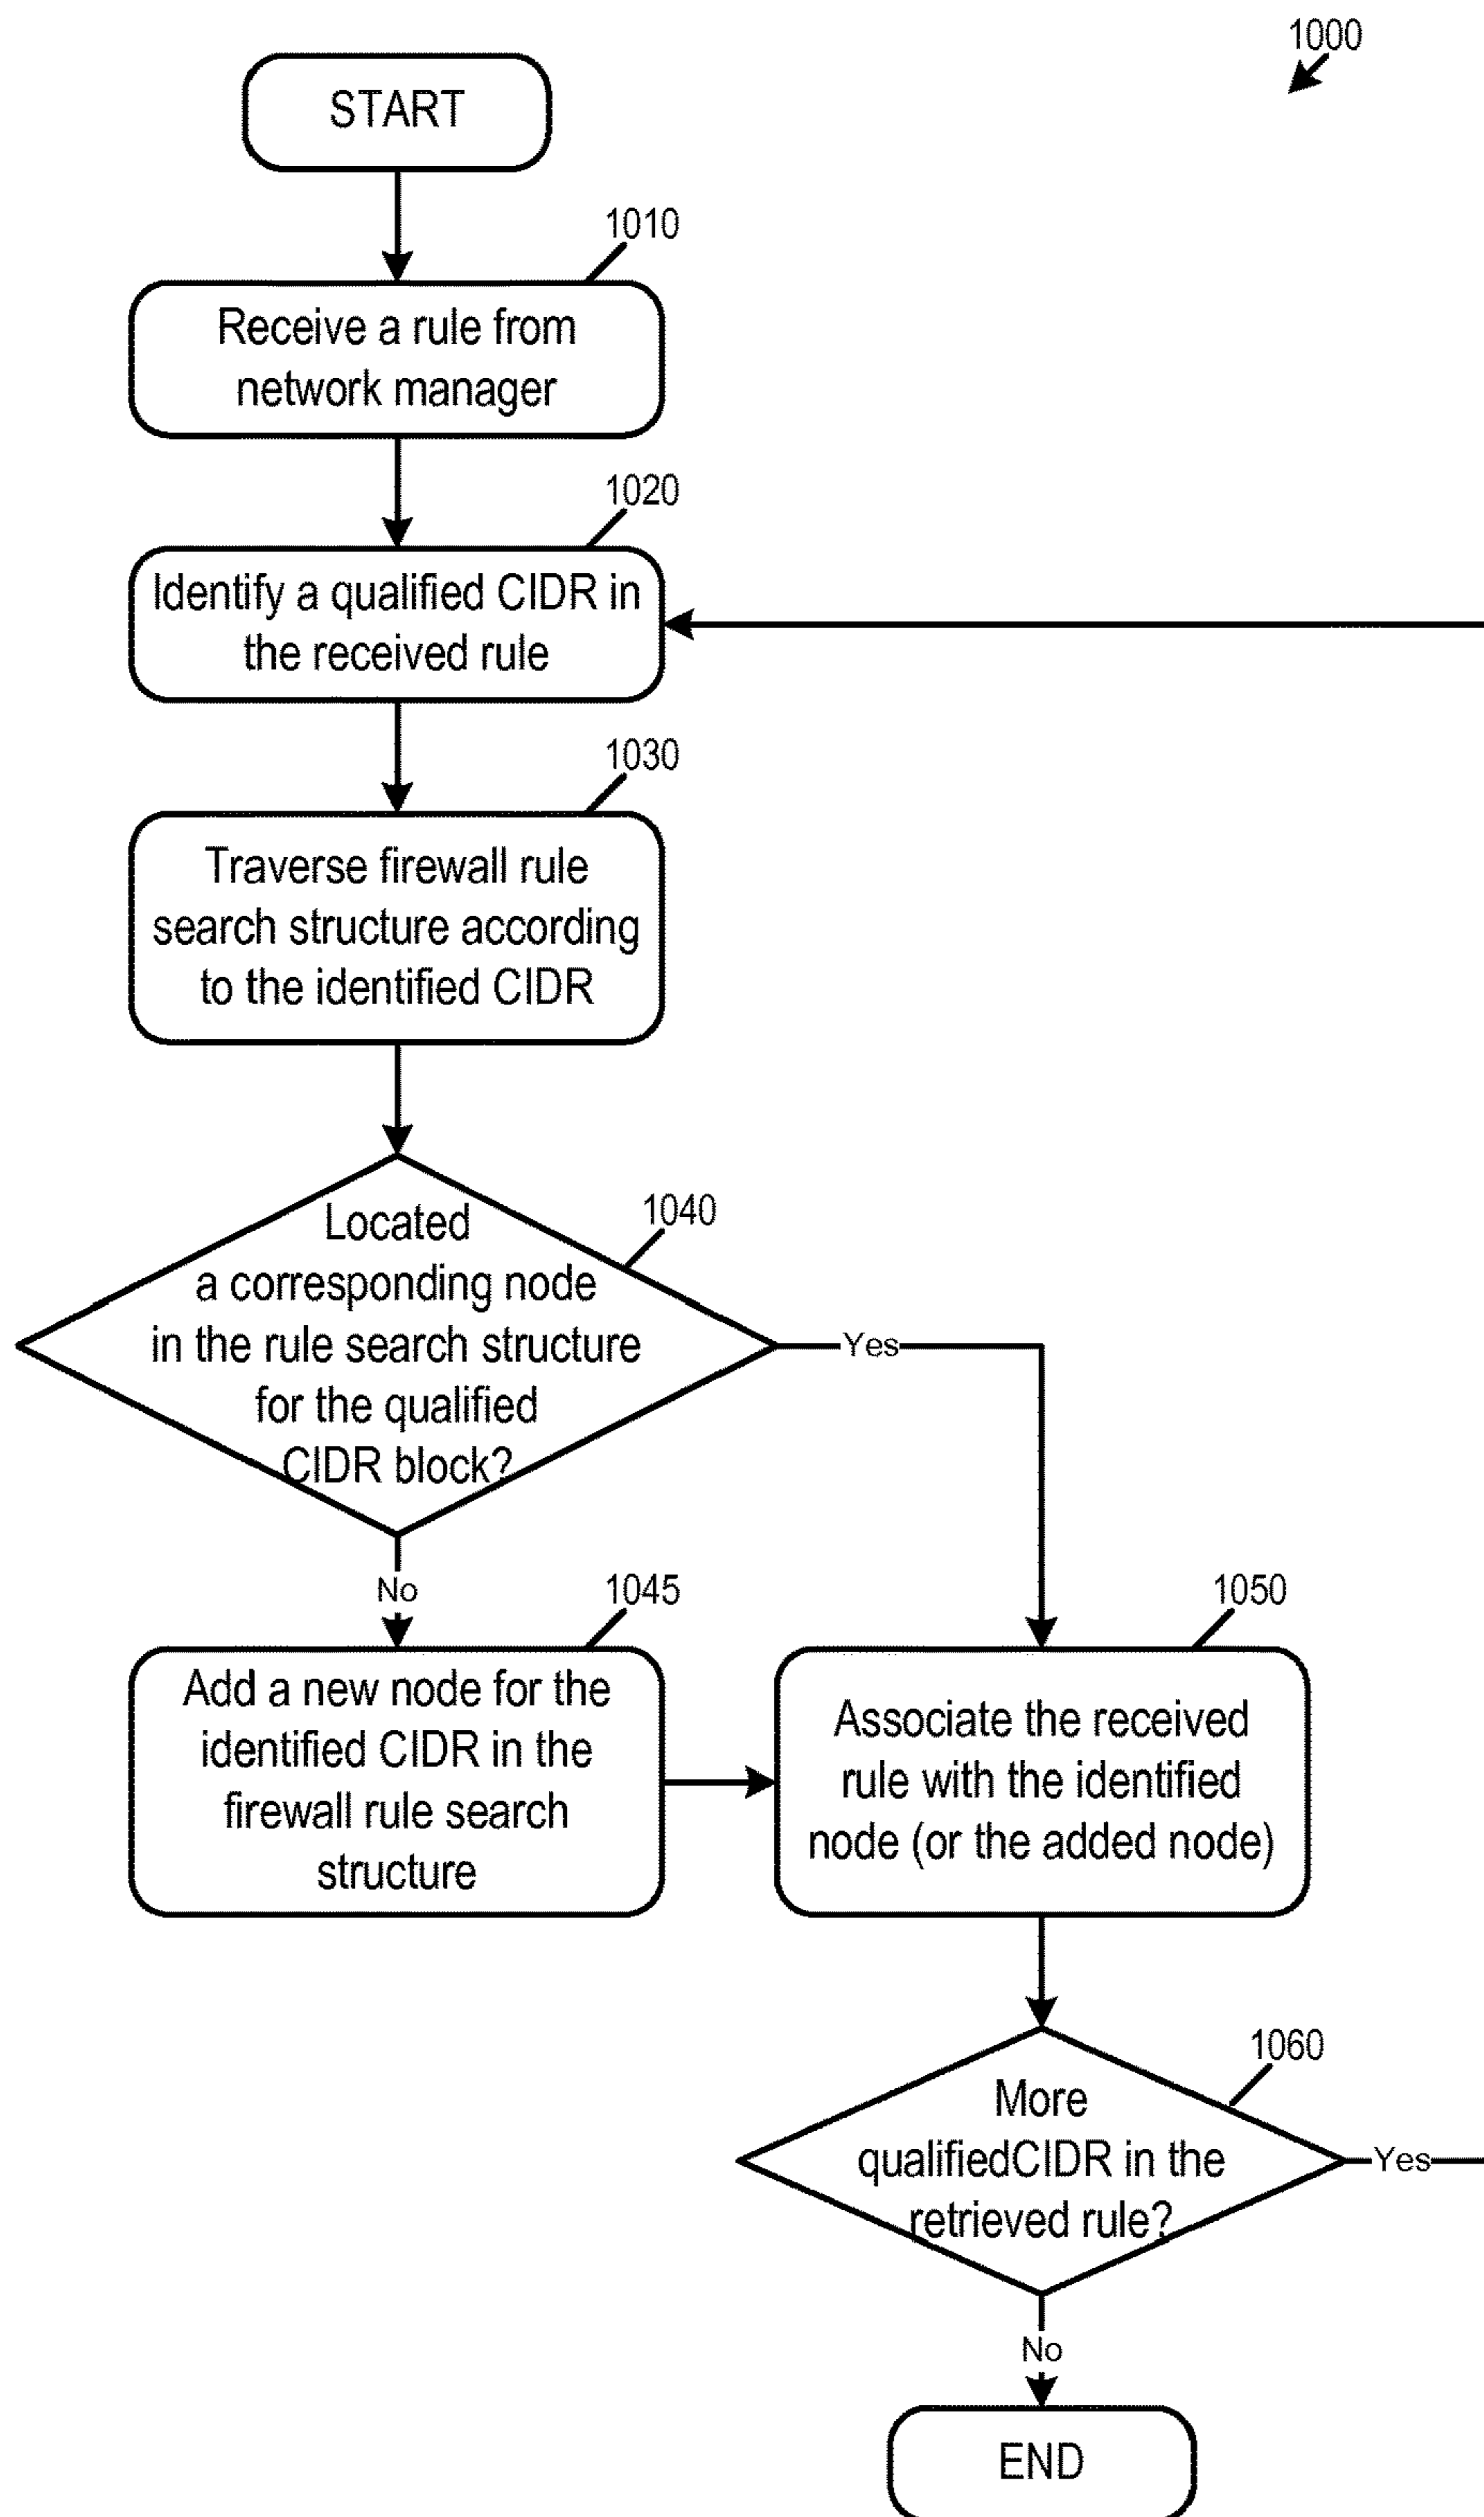 1000
START
1010
Receive a rule from
network manager
1020
Identify a qualified CIDR in
the received rule
1030
Traverse firewall rule
search structure according
to the identified CIDR
1040
Located
a corresponding node
in the rule search structure
for the qualified
CIDR block?
Yes
No
1045
Add a new node for the
identified CIDR in the
firewall rule search
structure
1050
Associate the received
rule with the identified
node (or the added node)
1060
More
qualifiedCIDR in the
retrieved rule?
Yes
No
END